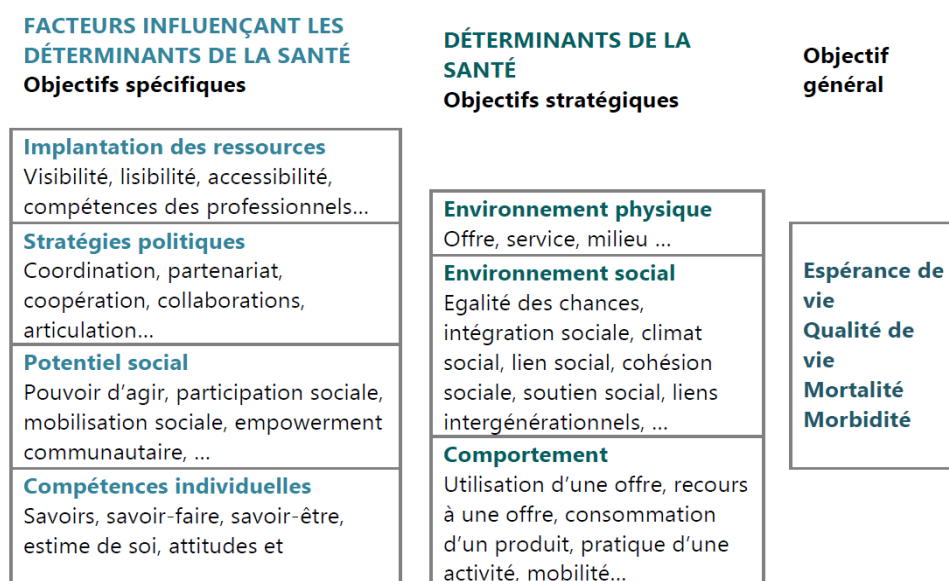 FACTEURS INFLUENÇANT LES
DÉTERMINANTS DE LA SANTÉ
Objectifs spécifiques
Implantation des ressources
Visibilité, lisibilité, accessibilité,
compétences des professionnels...
Stratégies politiques
Coordination, partenariat,
coopération, collaborations,
articulation...
Potentiel social
Pouvoir d'agir, participation sociale,
mobilisation sociale, empowerment
communautaire, ...
Compétences individuelles
Savoirs, savoir-faire, savoir-être,
estime de soi, attitudes et
DÉTERMINANTS DE LA
SANTÉ
Objectifs stratégiques
Environnement physique
Offre, service, milieu ...
Environnement social
Egalité des chances,
intégration sociale, climat
social, lien social, cohésion
sociale, soutien social, liens
intergénérationnels, ...
Comportement
Utilisation d'une offre, recours
à une offre, consommation
d'un produit, pratique d'une
activité, mobilité...
Objectif
général
Espérance de
vie
Qualité de
vie
Mortalité
Morbidité